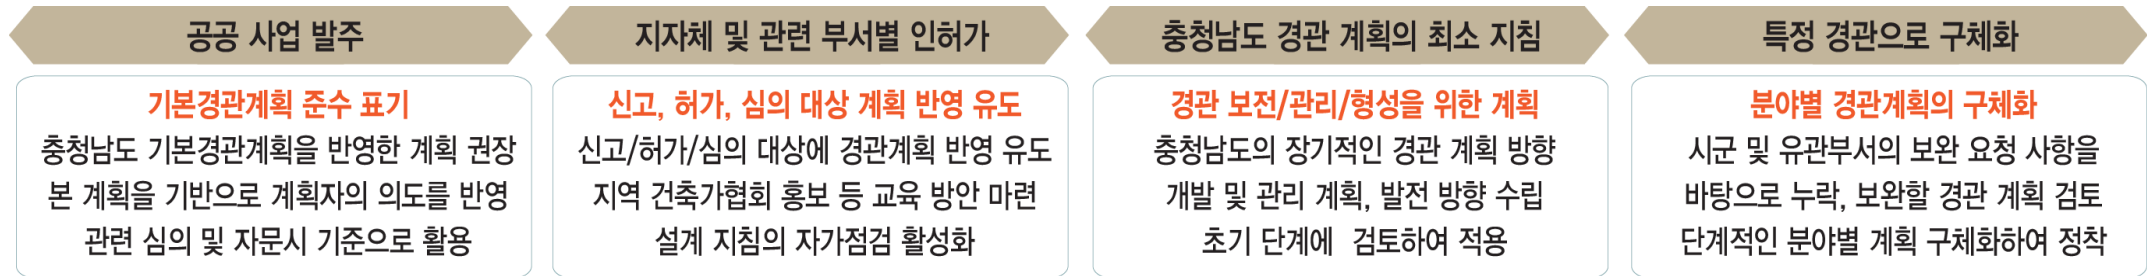 공공 사업 발주
기본경관계획 준수 표기
충청남도 기본경관계획을 반영한 계획 권장
본 계획을 기반으로 계획자의 의도를 반영
관련 심의 및 자문시 기준으로 활용
지자체 및 관련 부서별 인허가
신고, 허가, 심의 대상 계획 반영 유도
신고/허가/심의 대상에 경관계획 반영 유도
지역 건축가협회 홍보 등 교육 방안 마련
설계 지침의 자가점검 활성화
충청남도 경관 계획의 최소 지침
경관 보전/관리/형성을 위한 계획
충청남도의 장기적인 경관 계획 방향
개발 및 관리 계획, 발전 방향 수립
초기 단계에 검토하여 적용
특정 경관으로 구체화
분야별 경관계획의 구체화
시군 및 유관부서의 보완 요청 사항을
바탕으로 누락, 보완할 경관 계획 검토
단계적인 분야별 계획 구체화하여 정착